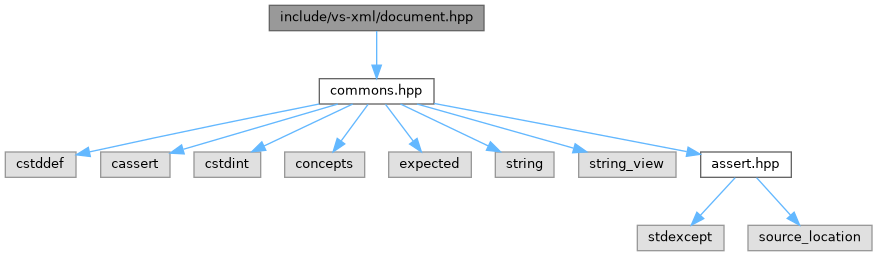 include/vs-xml/document.hpp
commons.hpp
cstddef
cassert
cstdint
concepts
expected
string
string_view
assert.hpp
stdexcept
source_location